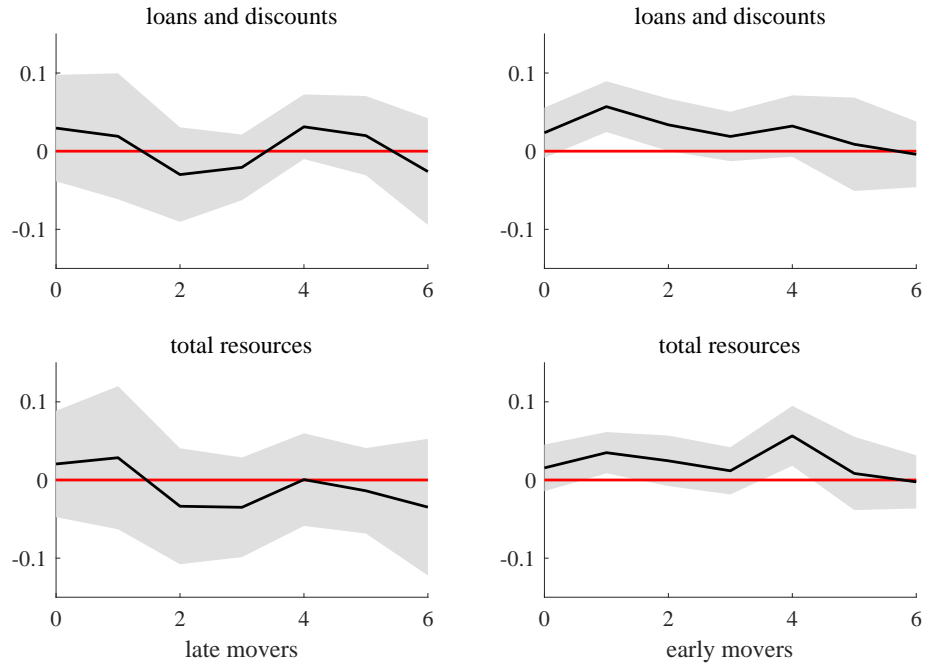 loans and discounts
0.1
0
-0.1
0 2 4 6
loans and discounts
0.1
0
-0.1
0 2 4 6
total resources
0.1
0
-0.1
0 2 4 6
late movers
total resources
0.1
0
-0.1
0 2 4 6
early movers